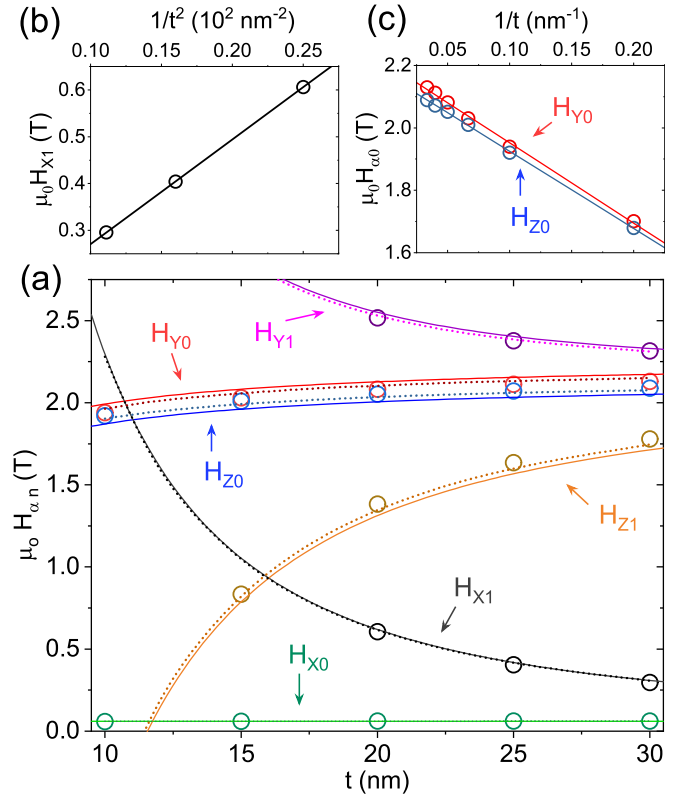 (b) 1/t² (10² nm⁻²)
0.10 0.15 0.20 0.25
0.6
0.5
0.4
0.3
μ₀H_X1 (T)
1/t (nm⁻¹)
0.05 0.10 0.15 0.20
(c)
2.2
2.0
1.8
1.6
μ₀H_α0 (T)
H_Y0
H_Z0
(a)
2.5
2.0
1.5
1.0
0.5
0.0
μ₀ H_α n (T)
H_Y1
H_Y0
H_Z0
H_Z1
H_X1
H_X0
10 15 20 25 30
t (nm)